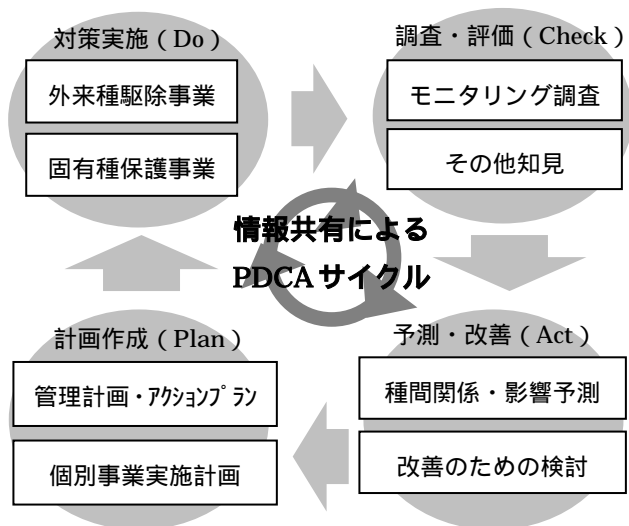 対策実施（Do）
外来種駆除事業
固有種保護事業
調査・評価（Check）
モニタリング調査
その他知見
情報共有による
PDCAサイクル
計画作成（Plan）
管理計画・ｱｸｼｮﾝﾌﾟﾗﾝ
個別事業実施計画
予測・改善（Act）
種間関係・影響予測
改善のための検討